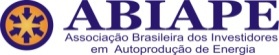 ABIAPE
Associação Brasileira dos Investidores
em Autoprodução de Energia